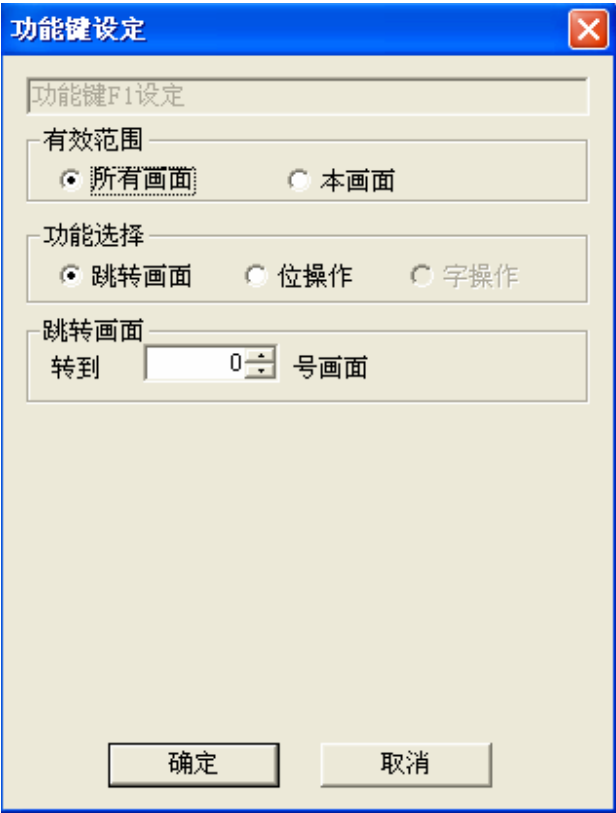 功能键设定
功能键F1设定
有效范围
所有画面 本画面
功能选择
跳转画面 位操作 字操作
跳转画面
转到 0 号画面
确定 取消